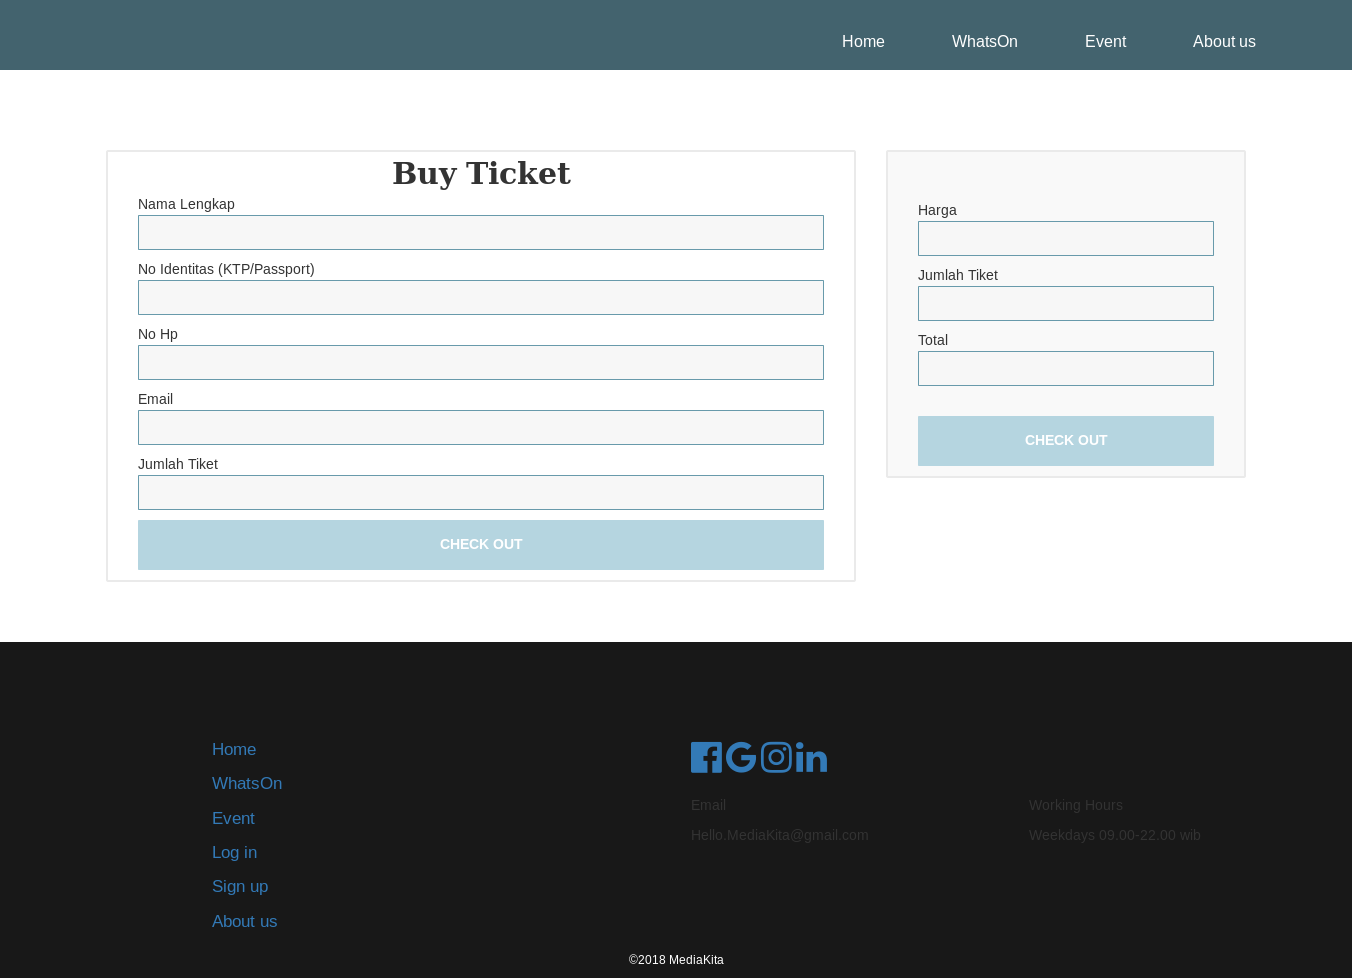 Home WhatsOn Event About us
Buy Ticket
Nama Lengkap
No Identitas (KTP/Passport)
No Hp
Email
Jumlah Tiket
CHECK OUT
Harga
Jumlah Tiket
Total
CHECK OUT
Home
WhatsOn
Event
Log in
Sign up
About us
Email
Hello.MediaKita@gmail.com
Working Hours
Weekdays 09.00-22.00 wib
©2018 MediaKita